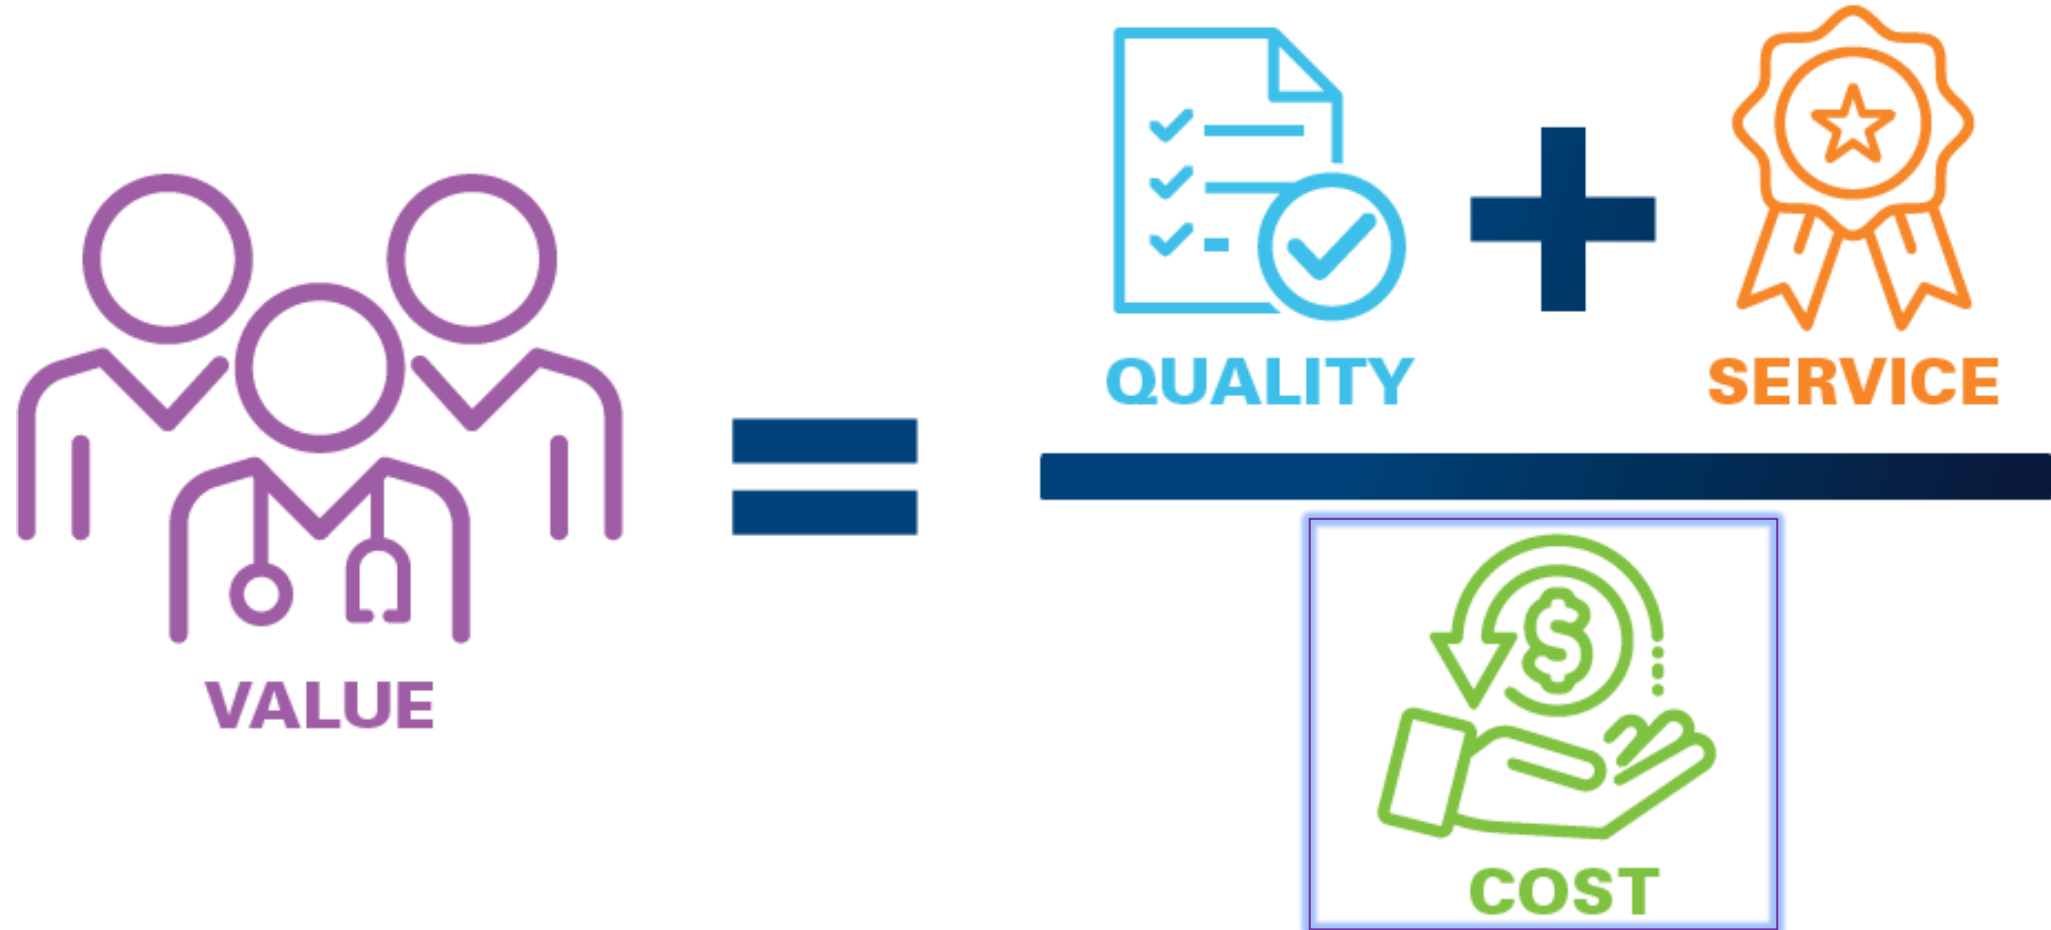 VALUE
=
QUALITY
+
SERVICE
$
COST